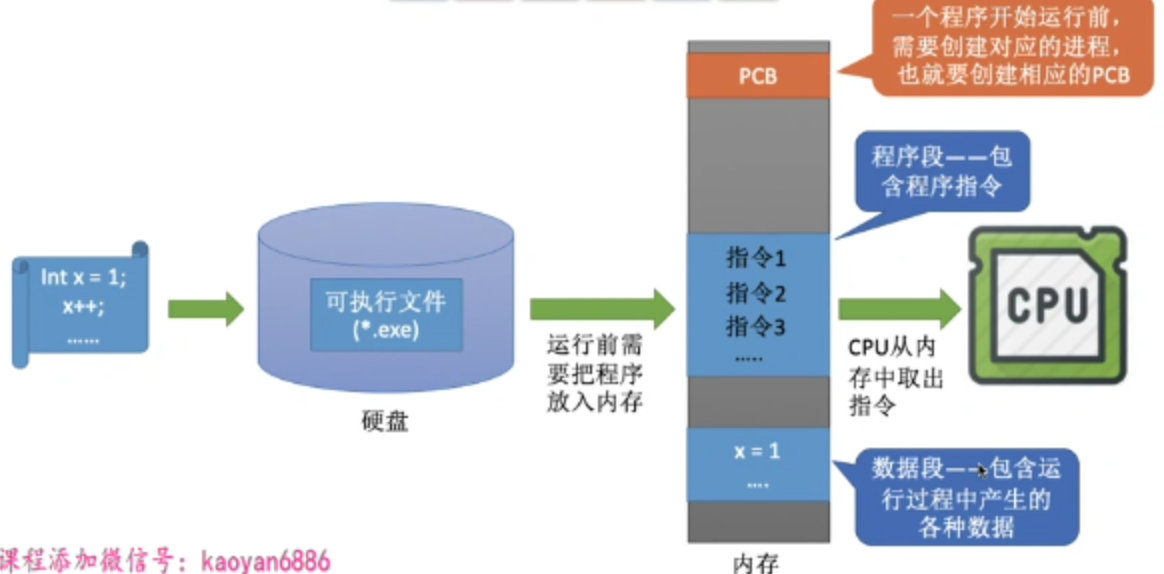 一个程序开始运行前，
需要创建对应的进程，
也就要创建相应的PCB
PCB
程序段——包
含程序指令
Int x = 1;
x++;
……
可执行文件
(*.exe)
硬盘
运行前需
要把程序
放入内存
指令1
指令2
指令3
…..
CPU从内
存中取出
指令
CPU
x = 1
….
数据段——包含运
行过程中产生的
各种数据
内存
课程添加微信号：kaoyan6886